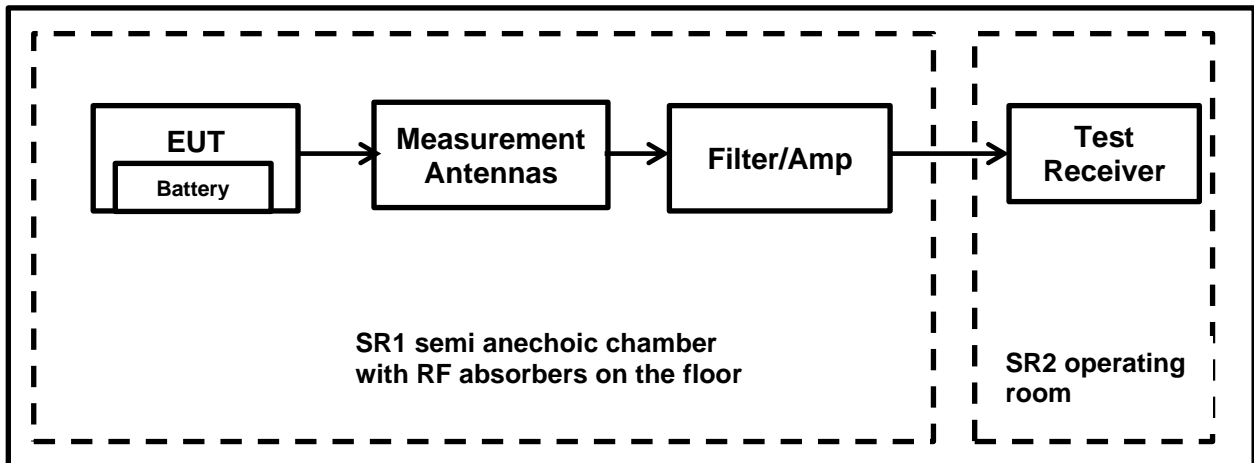 EUT
Battery
Measurement
Antennas
Filter/Amp
Test
Receiver
SR1 semi anechoic chamber
with RF absorbers on the floor
SR2 operating
room